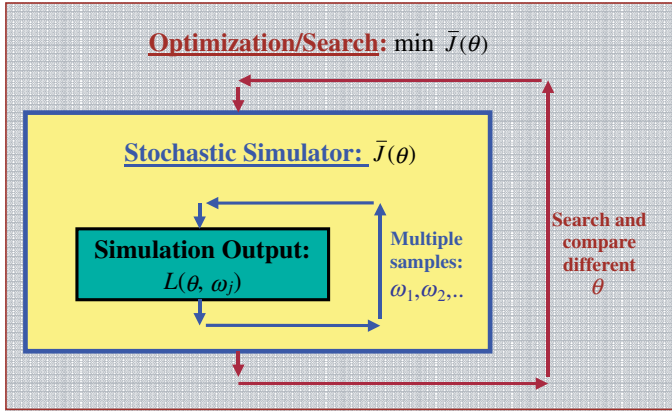 Optimization/Search: min J̄(θ)
Stochastic Simulator: J̄(θ)
Simulation Output:
L(θ, ωj)
Multiple
samples:
ω1,ω2,..
Search and
compare
different
θ